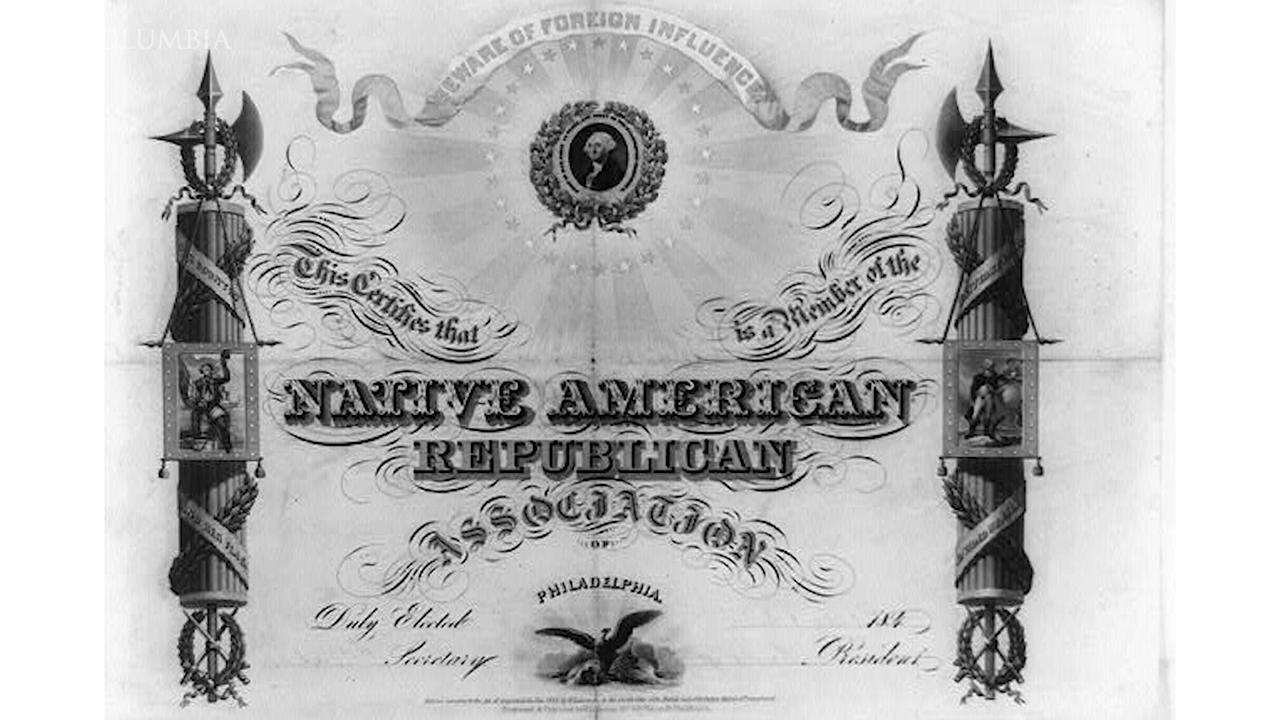 COLUMBIA
BEWARE OF FOREIGN INFLUENCE
This Certifies that
is a Member of the
NATIVE AMERICAN
REPUBLICAN
ASSOCIATION
OF
PHILADELPHIA.
Duly Elected
184
Secretary
President